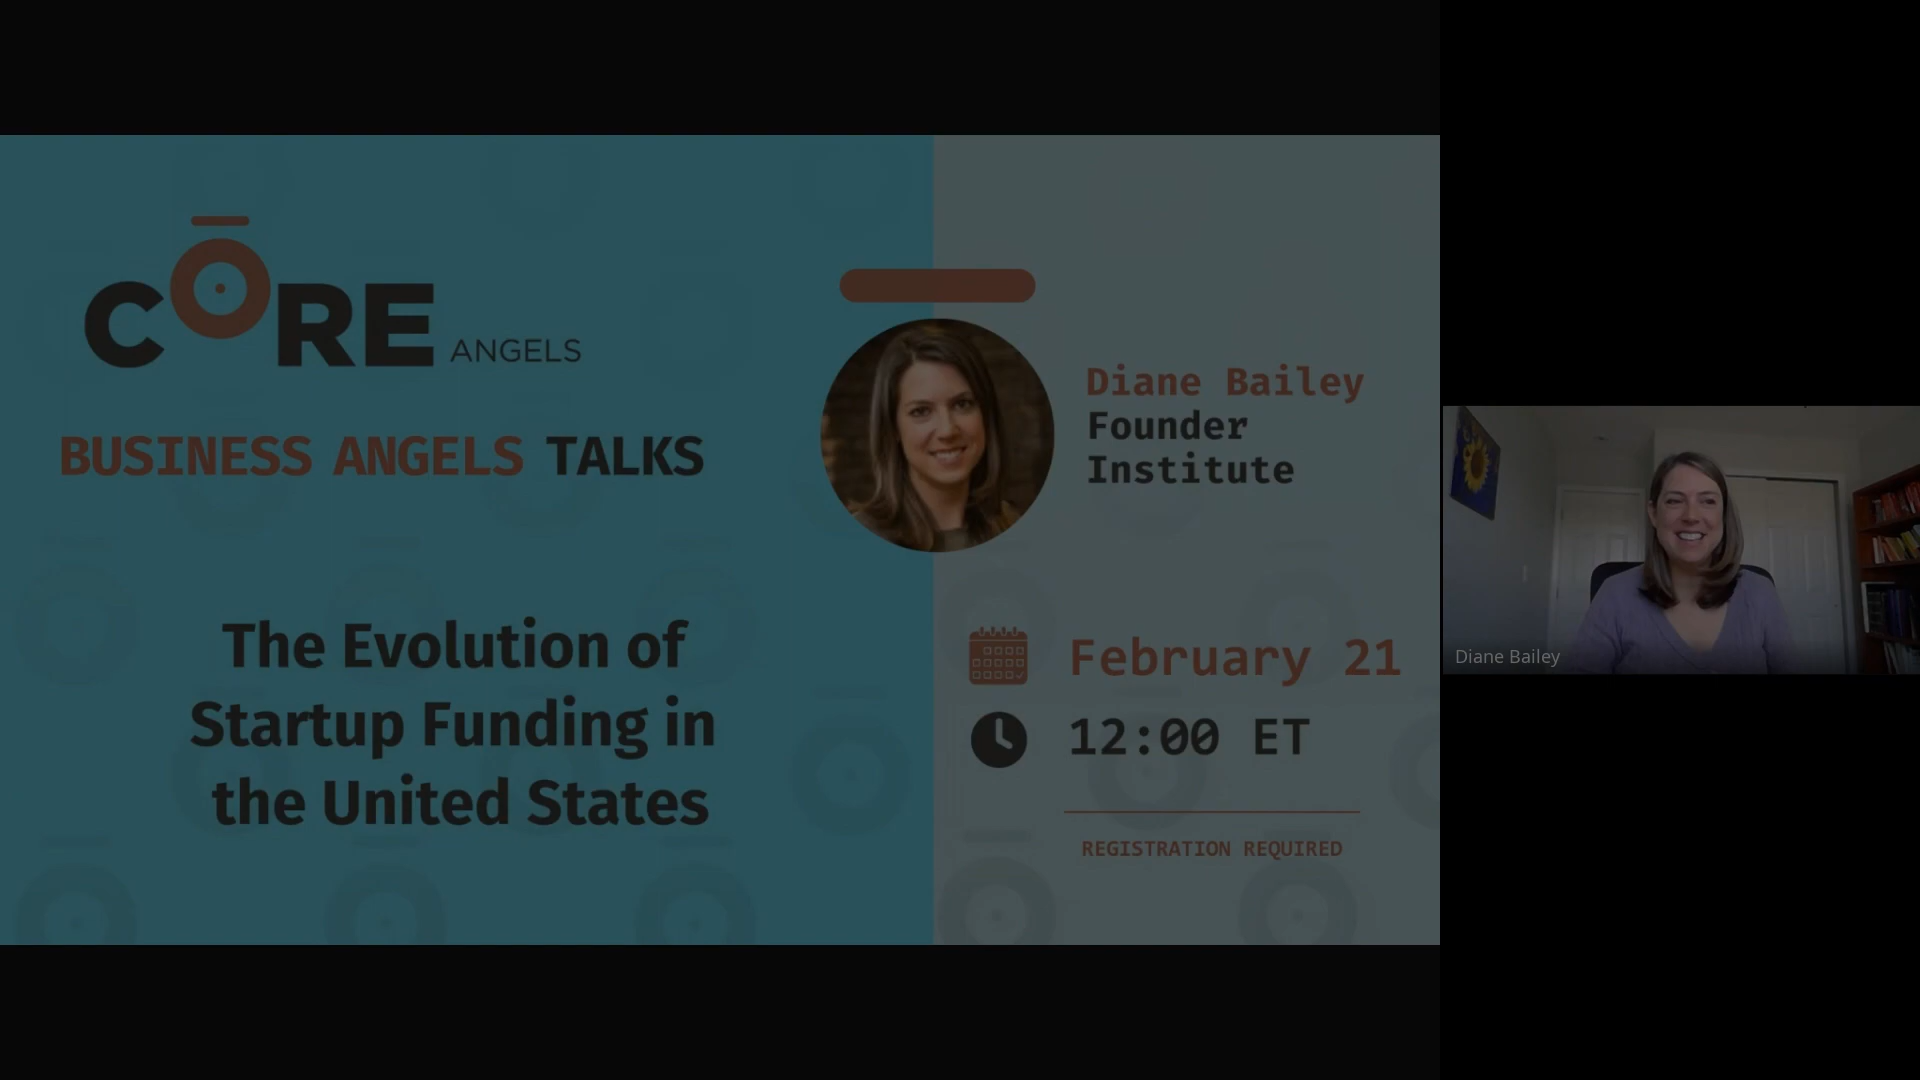 CORE ANGELS
BUSINESS ANGELS TALKS
The Evolution of
Startup Funding in
the United States
Diane Bailey
Founder
Institute
February 21
12:00 ET
REGISTRATION REQUIRED
Diane Bailey